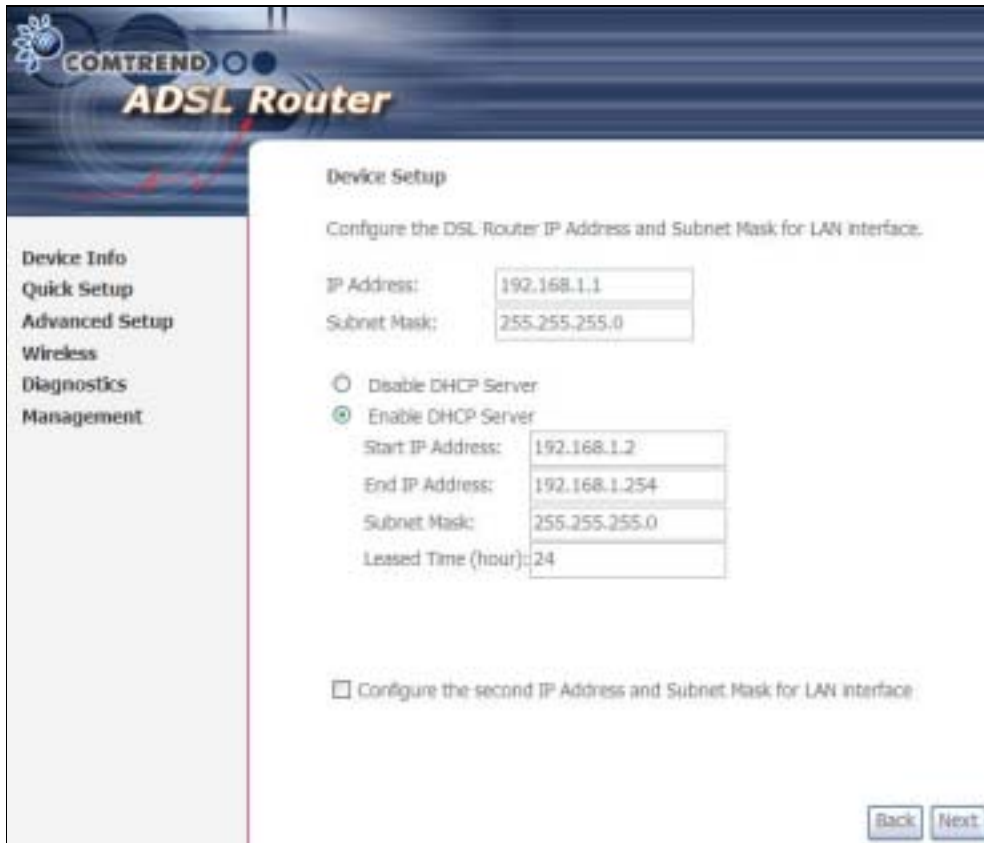 COMTREND
ADSL Router
Device Info
Quick Setup
Advanced Setup
Wireless
Diagnostics
Management
Device Setup
Configure the DSL Router IP Address and Subnet Mask for LAN interface.
IP Address: 192.168.1.1
Subnet Mask: 255.255.255.0
Disable DHCP Server
Enable DHCP Server
Start IP Address: 192.168.1.2
End IP Address: 192.168.1.254
Subnet Mask: 255.255.255.0
Leased Time (hour): 24
Configure the second IP Address and Subnet Mask for LAN interface
Back Next